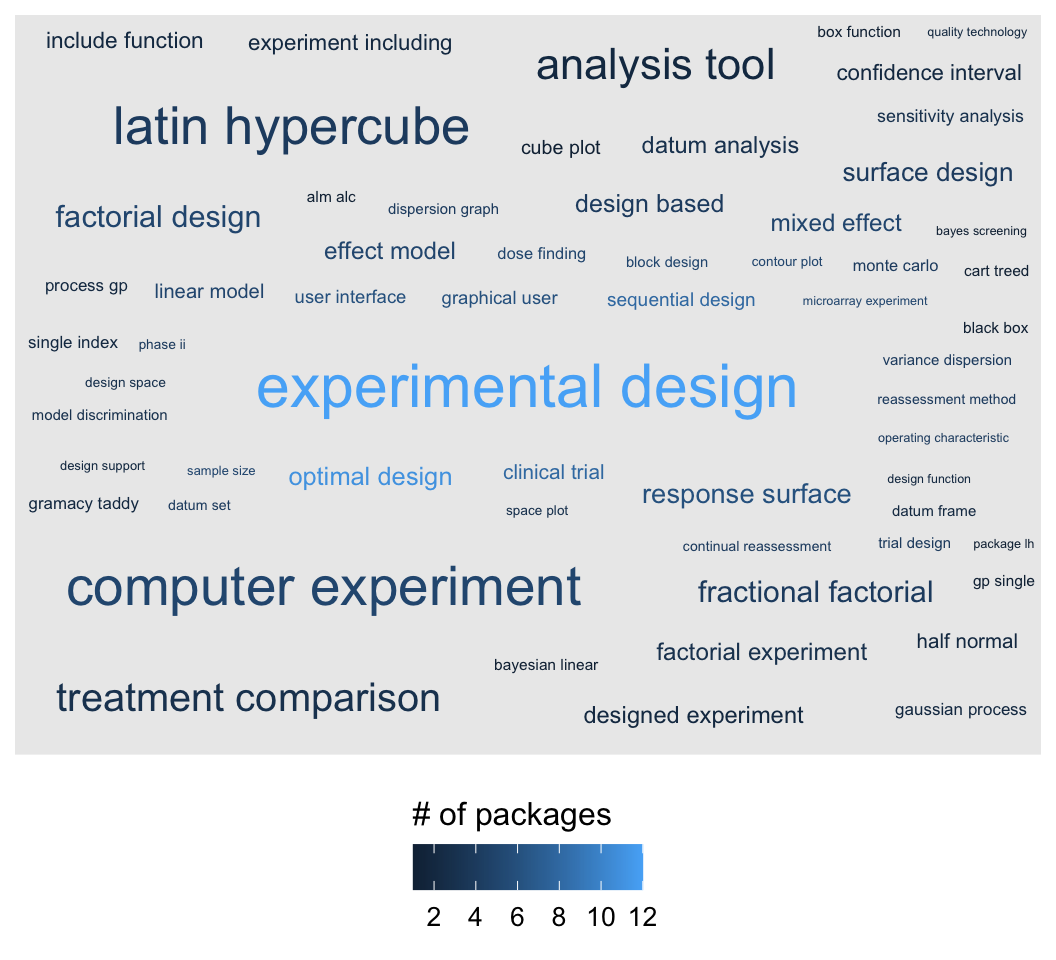 include function
experiment including
box function
quality technology
analysis tool
confidence interval
latin hypercube
sensitivity analysis
cube plot
datum analysis
surface design
alm alc
dispersion graph
design based
factorial design
mixed effect
bayes screening
effect model
dose finding
block design
contour plot
monte carlo
cart treed
process gp
linear model
user interface
graphical user
sequential design
microarray experiment
black box
single index
phase ii
variance dispersion
design space
experimental design
reassessment method
model discrimination
operating characteristic
design support
sample size
optimal design
clinical trial
response surface
design function
gramacy taddy
datum set
space plot
datum frame
continual reassessment
trial design
package lh
computer experiment
fractional factorial
gp single
factorial experiment
half normal
bayesian linear
treatment comparison
designed experiment
gaussian process
# of packages
2 4 6 8 10 12